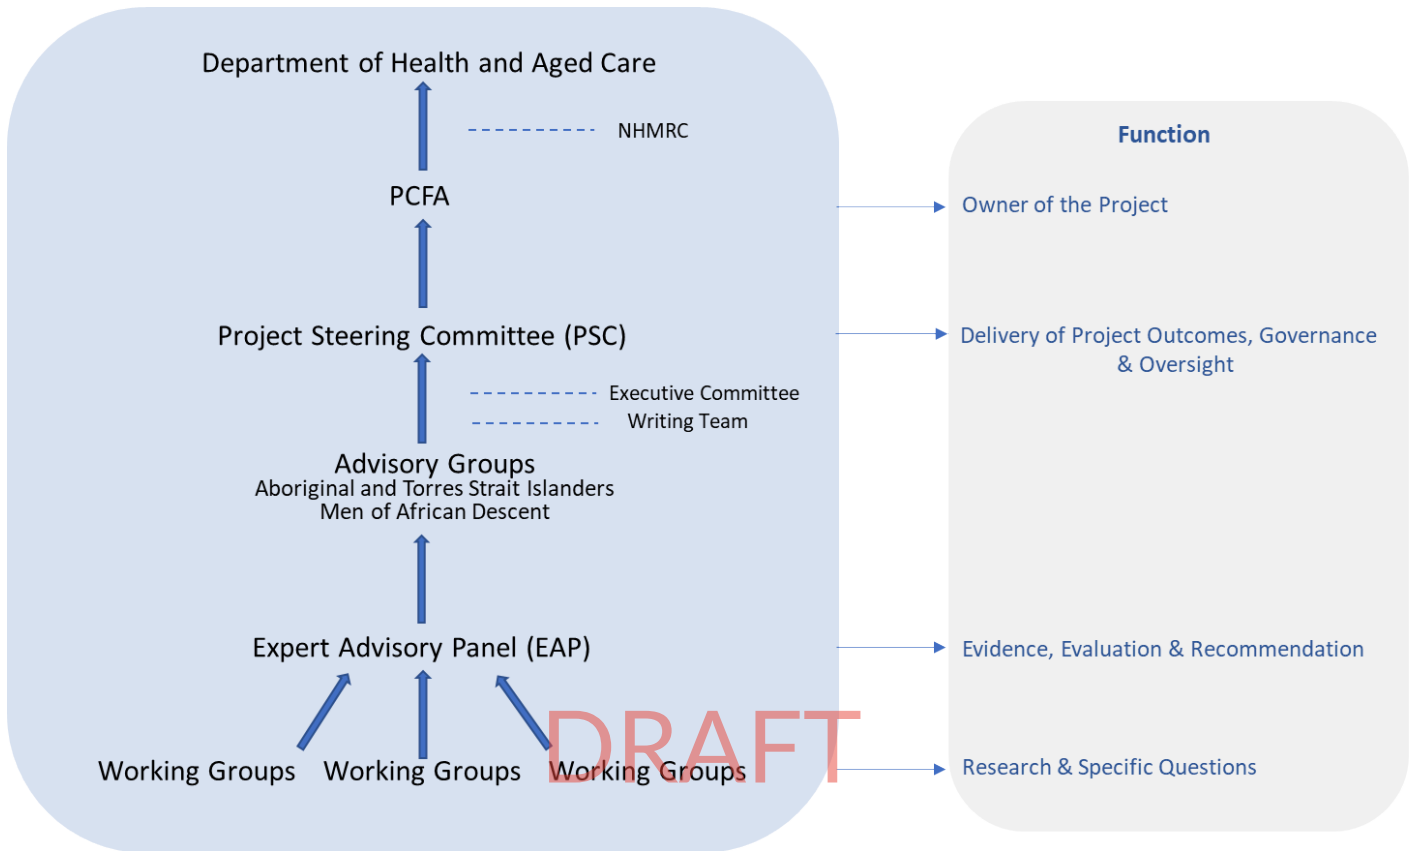 Department of Health and Aged Care
NHMRC
PCFA
Project Steering Committee (PSC)
Executive Committee
Writing Team
Advisory Groups
Aboriginal and Torres Strait Islanders
Men of African Descent
Expert Advisory Panel (EAP)
Working Groups Working Groups Working Groups
DRAFT
Function
Owner of the Project
Delivery of Project Outcomes, Governance
& Oversight
Evidence, Evaluation & Recommendation
Research & Specific Questions